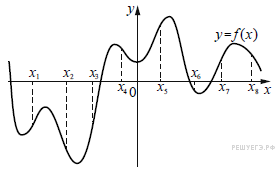 y
y=f(x)
x₁ x₂ x₃
x₄ 0 x₅ x₆ x₇ x₈ x
РЕШУЕГЭ.РФ